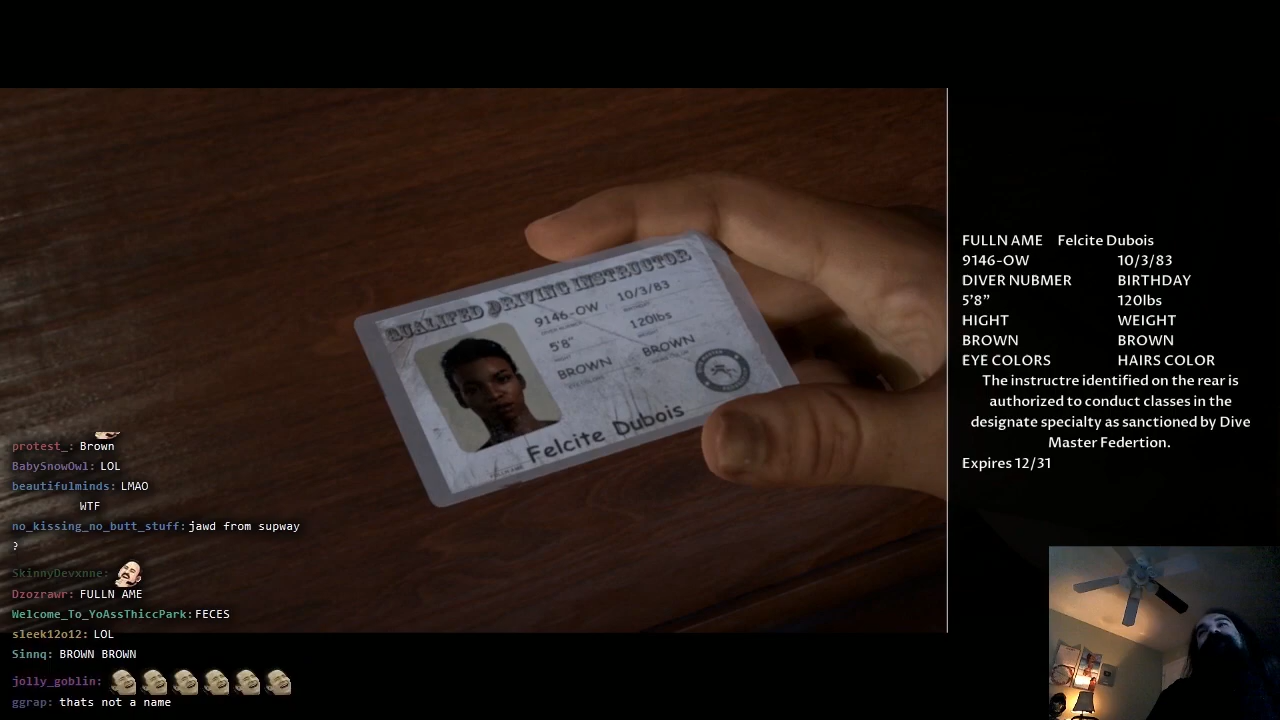 QUALIFED DRIVING INSTRUCTOR
9146-OW 10/3/83
5'8" 120lbs
BROWN BROWN
Felcite Dubois
FULLN AME Felcite Dubois
9146-OW 10/3/83
DIVER NUBMER BIRTHDAY
5'8” 120lbs
HIGHT WEIGHT
BROWN BROWN
EYE COLORS HAIRS COLOR
The instructre identified on the rear is
authorized to conduct classes in the
designate specialty as sanctioned by Dive
Master Federtion.
Expires 12/31
protest_: Brown
BabySnowOwl: LOL
beautifulminds: LMAO
WTF
no_kissing_no_butt_stuff: jawd from supway
?
SkinnyDevxnne:
Dzozrawr: FULLN AME
Welcome_To_YoAssThiccPark: FECES
sleek12o12: LOL
Sinnq: BROWN BROWN
jolly_goblin:
ggrap: thats not a name